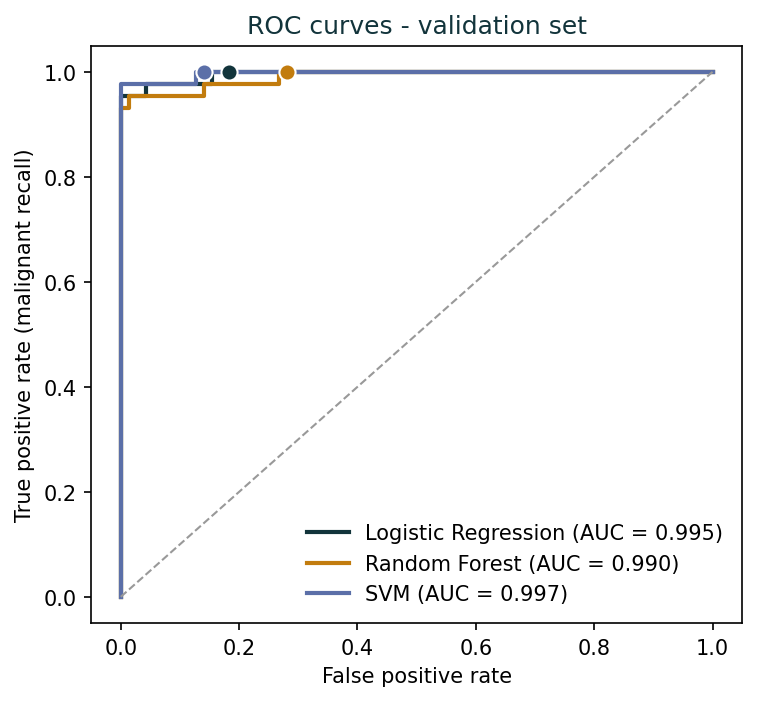 ROC curves - validation set
True positive rate (malignant recall)
1.0
0.8
0.6
0.4
0.2
0.0
Logistic Regression (AUC = 0.995)
Random Forest (AUC = 0.990)
SVM (AUC = 0.997)
0.0 0.2 0.4 0.6 0.8 1.0
False positive rate